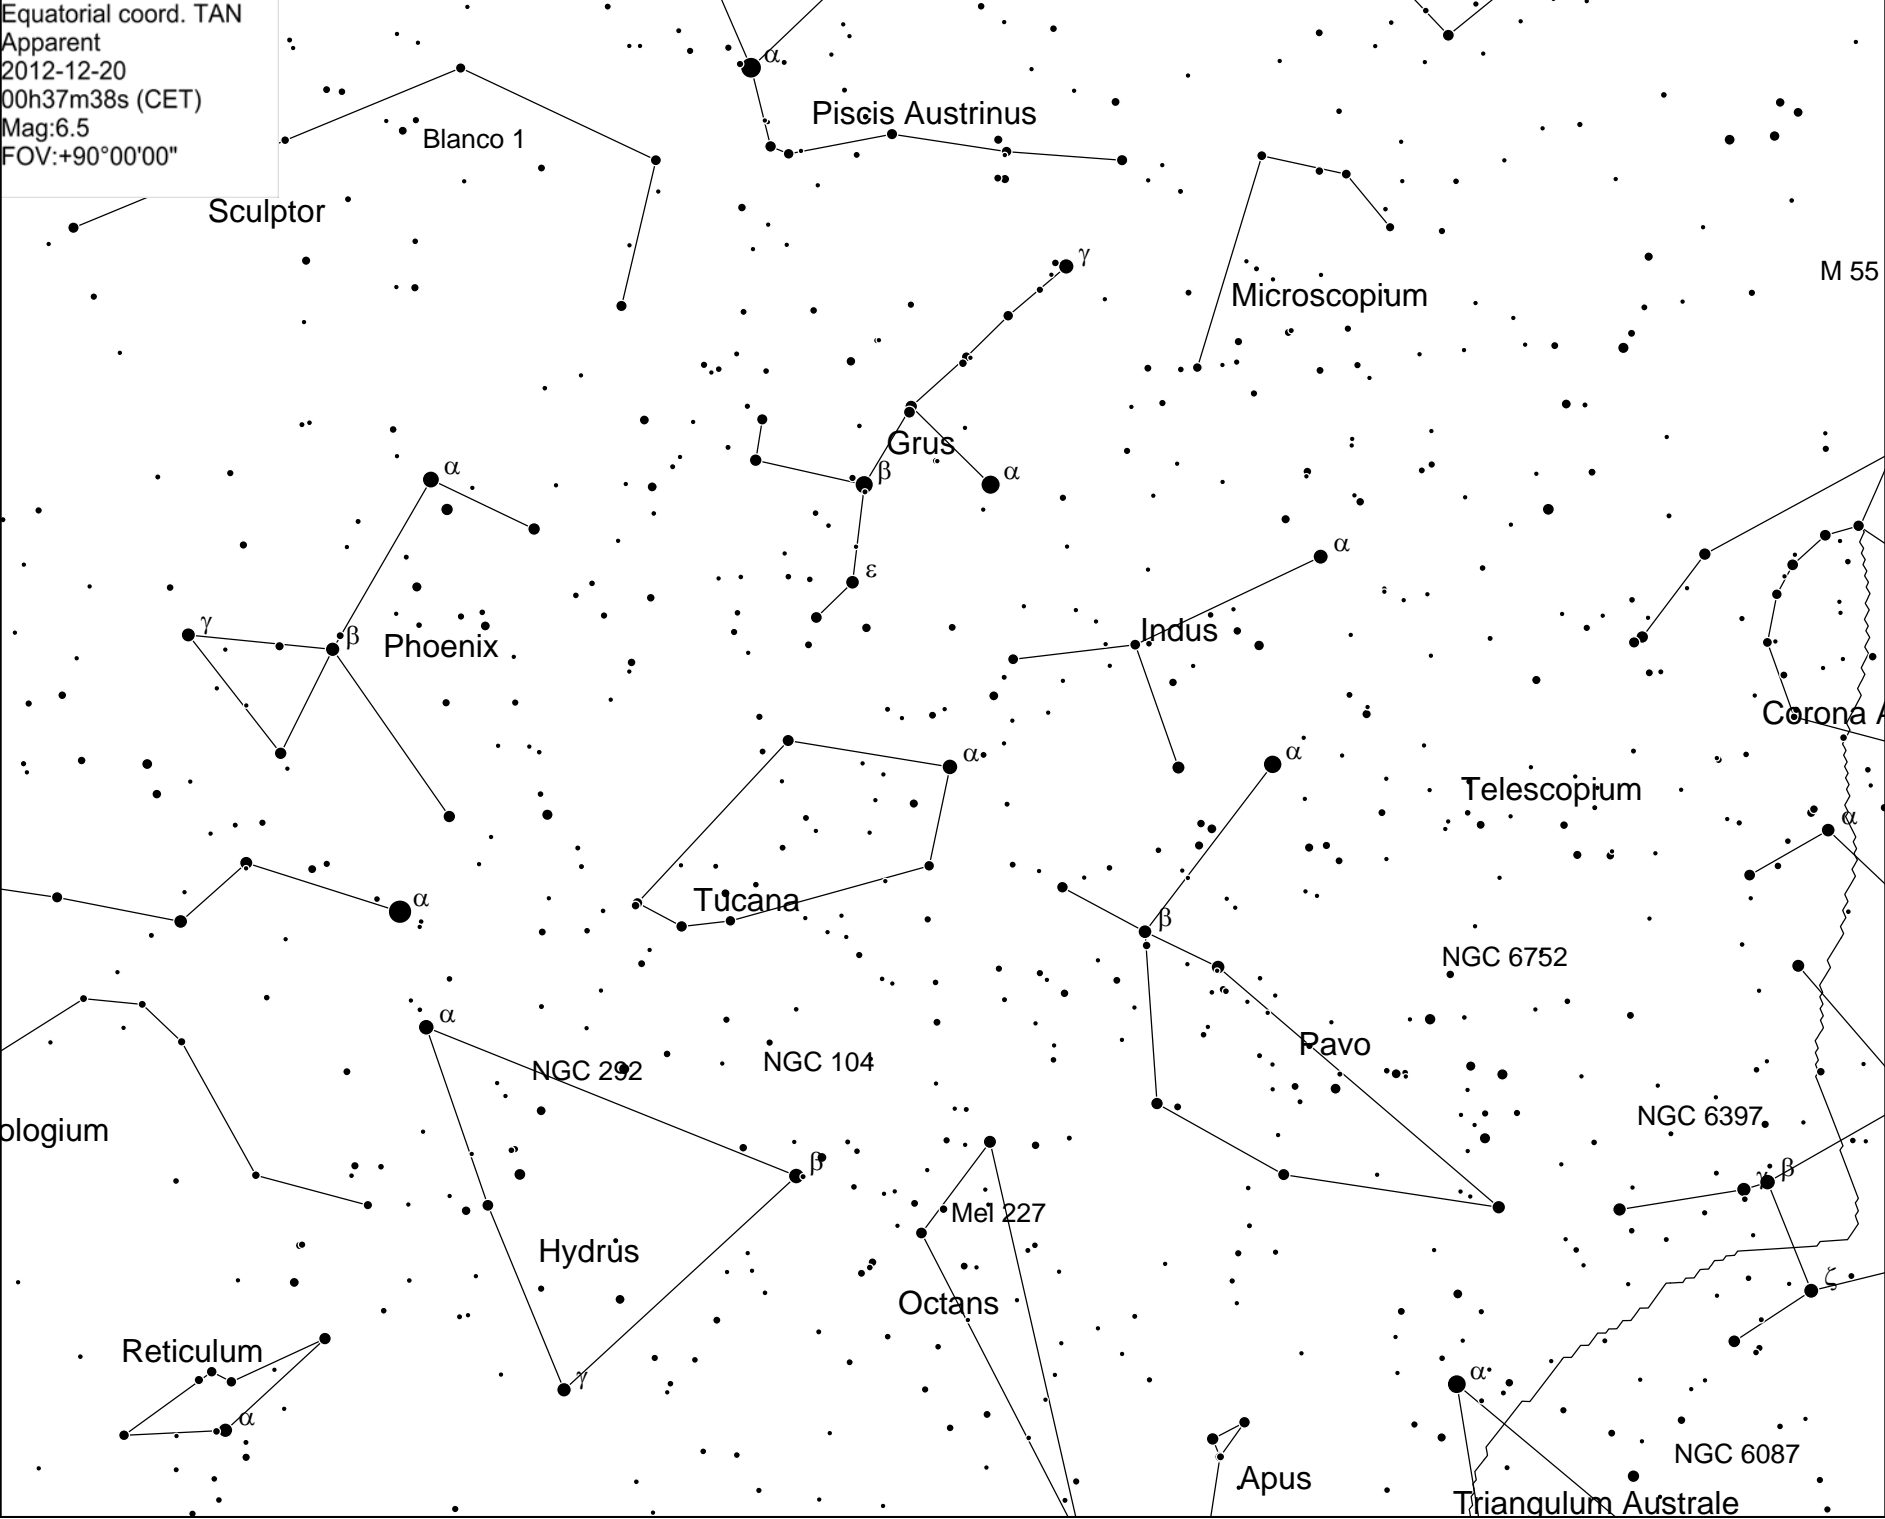 Equatorial coord. TAN
Apparent
2012-12-20
00h37m38s (CET)
Mag:6.5
FOV:+90°00'00"
α
Piscis Austrinus
Blanco 1
Sculptor
γ
M 55
Microscopium
Grus
α
β
α
α
ε
Indus
γ
β
Phoenix
Corona A
α
α
Telescopium
α
α
Tucana
β
NGC 6752
α
Pavo
NGC 292
NGC 104
NGC 6397
ologium
β
γ
β
Mel 227
Hydrus
ζ
Octans
Reticulum
γ
α
α
NGC 6087
Apus
Triangulum Australe